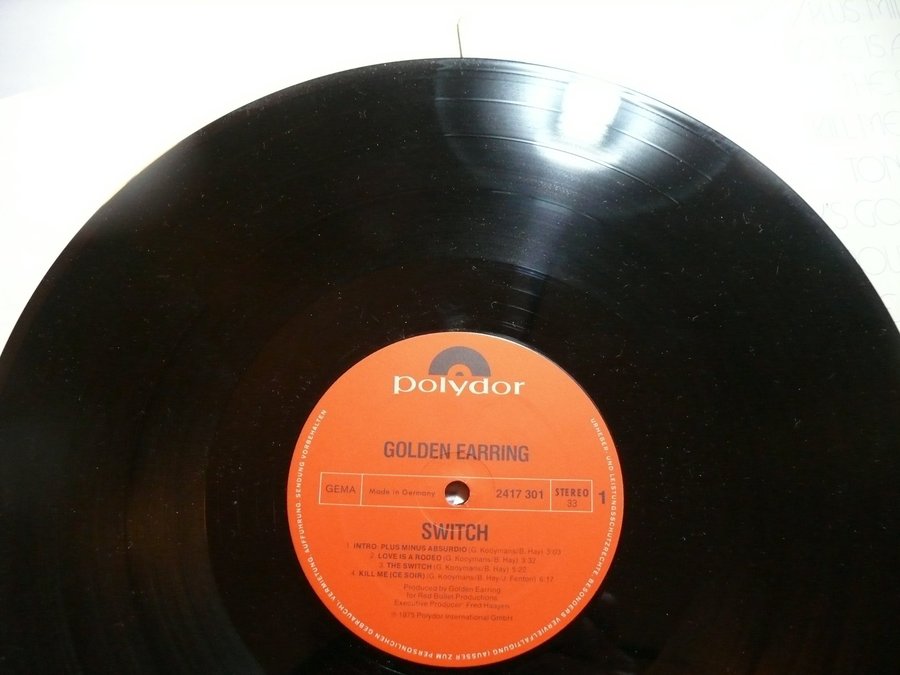 polydor
GOLDEN EARRING
GEMA
Made in Germany
2417 301
STEREO
33
1
SWITCH
1. INTRO: PLUS MINUS ABSURDIO (G. Kooymans/B. Hay) 3:03
2. LOVE IS A RODEO (G. Kooymans/B. Hay) 3:32
3. THE SWITCH (G. Kooymans/B. Hay) 5:22
4. KILL ME (CE SOIR) (G. Kooymans/B. Hay/J. Fenton) 6:17
Produced by Golden Earring
for Red Bullet Productions
Executive Producer: Fred Haayen
℗ 1975 Polydor International GmbH
URHEBER- UND LEISTUNGSSCHUTZRECHTE, BESONDERS VERVIELFÄLTIGUNG (AUSSER ZUM PERSÖNLICHEN GEBRAUCH), VERMIETUNG, AUFFÜHRUNG, SENDUNG VORBEHALTEN